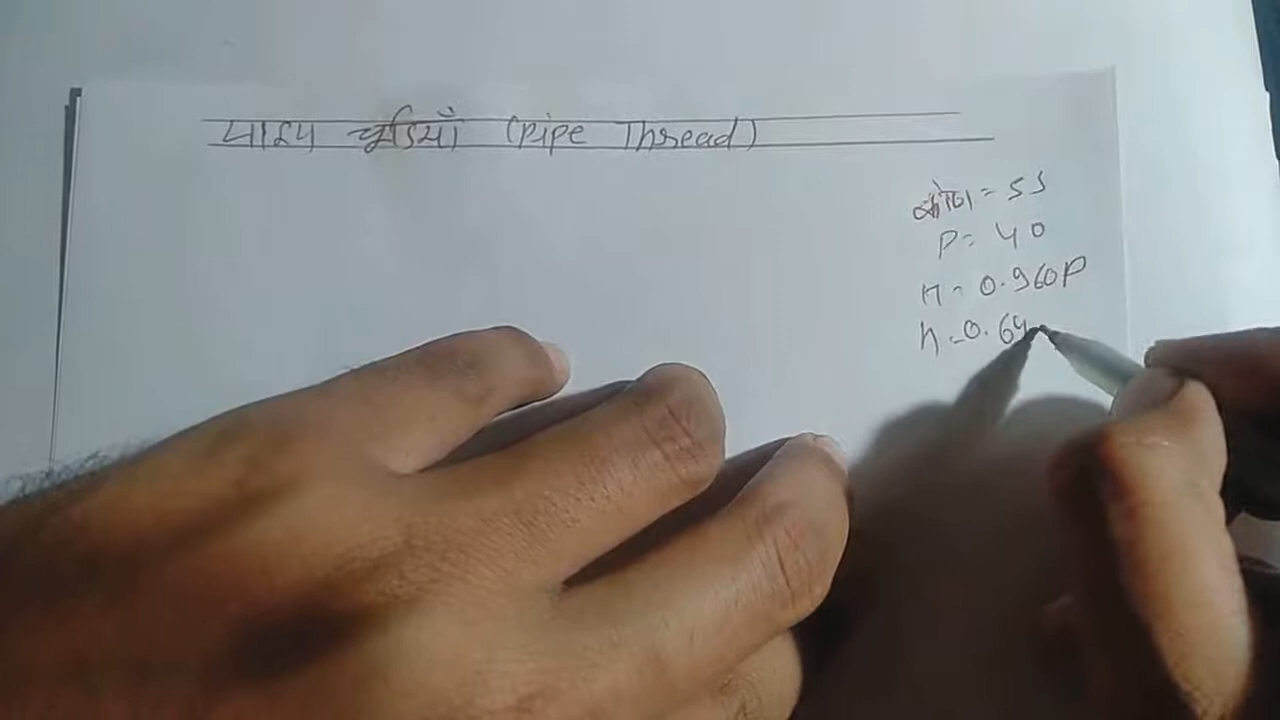 पाइप चूड़ियाँ (Pipe Thread)
कोण = 55
P = 40
H = 0.960P
h = 0.64